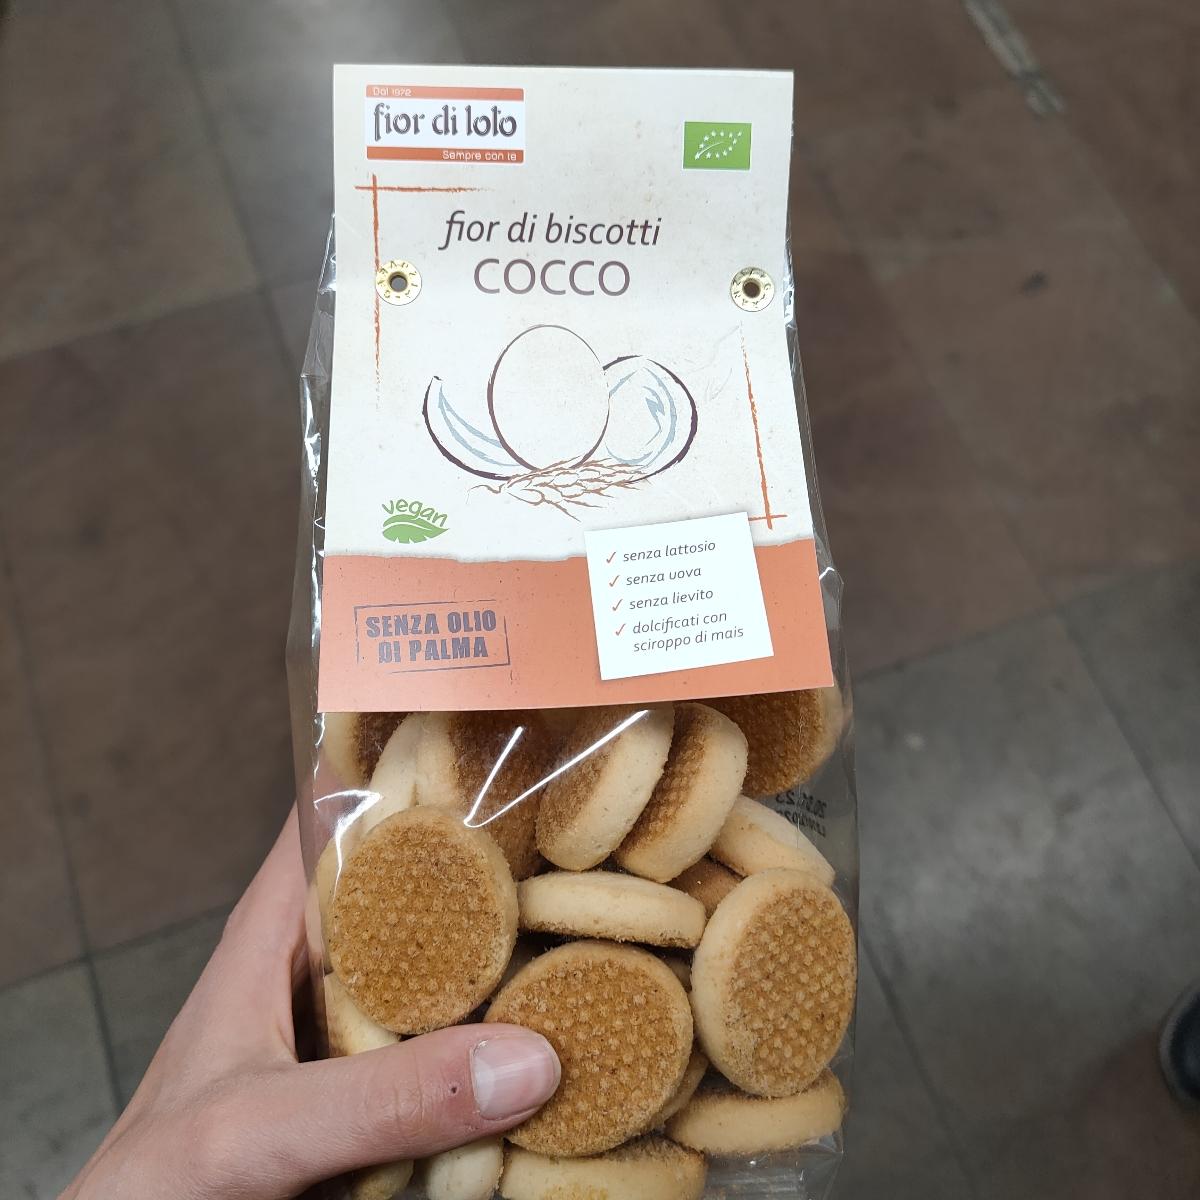 Dal 1972
fior di loto
Sempre con te
fior di biscotti
COCCO
vegan
✓ senza lattosio
✓ senza uova
✓ senza lievito
✓ dolcificati con
sciroppo di mais
SENZA OLIO
DI PALMA